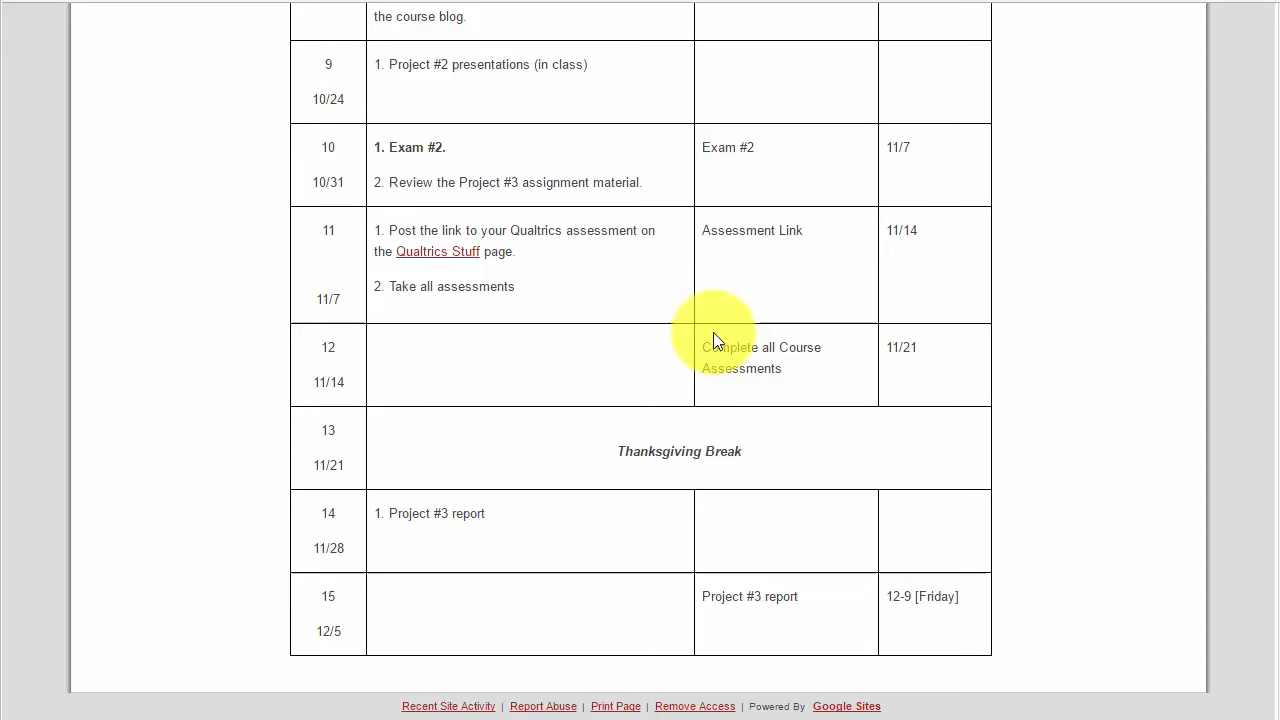 the course blog.
9
1. Project #2 presentations (in class)
10/24
10
1. Exam #2.
Exam #2
11/7
10/31
2. Review the Project #3 assignment material.
11
1. Post the link to your Qualtrics assessment on
Assessment Link
11/14
the Qualtrics Stuff page.
2. Take all assessments
11/7
12
Complete all Course
11/21
Assessments
11/14
13
Thanksgiving Break
11/21
14
1. Project #3 report
11/28
15
Project #3 report
12-9 [Friday]
12/5
Recent Site Activity | Report Abuse | Print Page | Remove Access | Powered By Google Sites